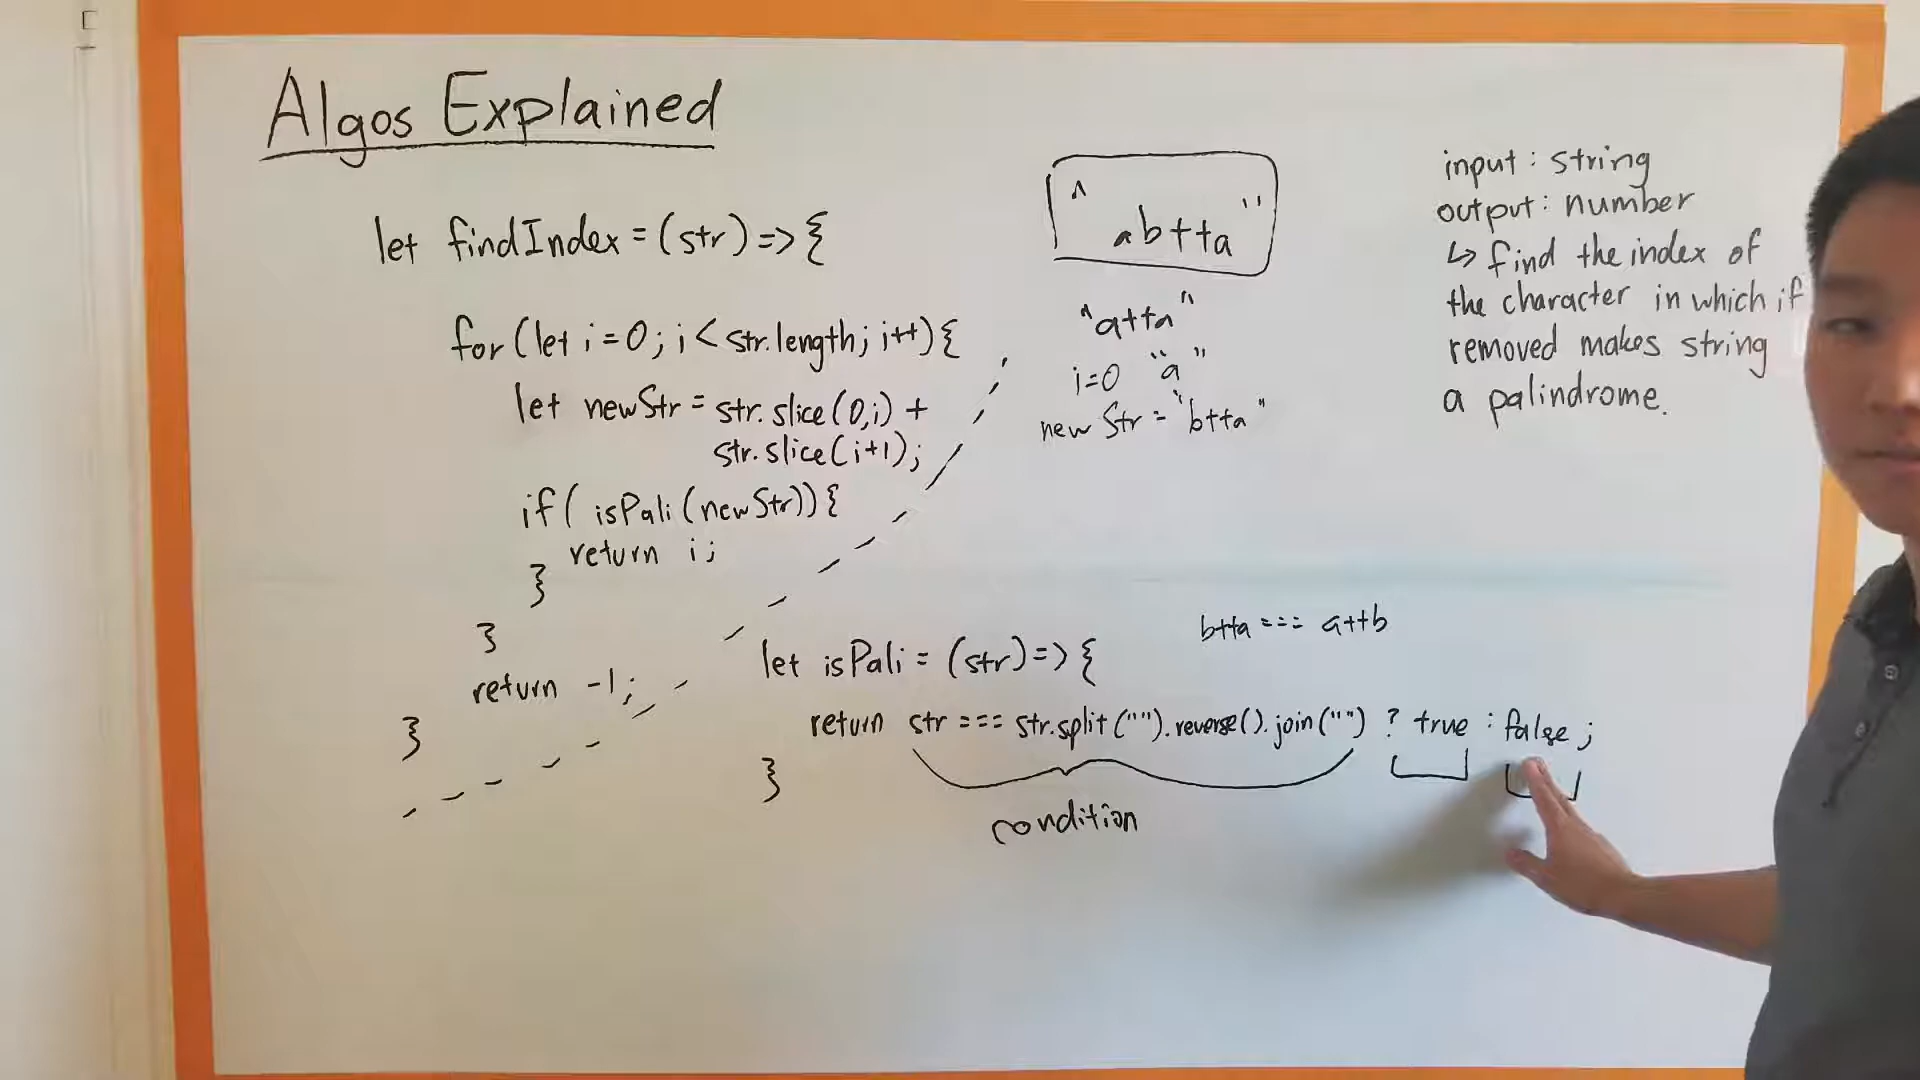 Algos Explained
let findIndex = (str) => {
for (let i = 0; i < str.length; i++) {
let newStr = str.slice(0,i) +
str.slice(i+1);
if( isPali(newStr)) {
return i;
}
}
return -1;
}
"abtta"
"atta"
i=0 "a"
new Str = "btta"
input: string
output: number
↳ find the index of
the character in which if
removed makes string
a palindrome.
btta === attb
let isPali = (str) => {
return str === str.split("").reverse().join("") ? true : false;
}
condition